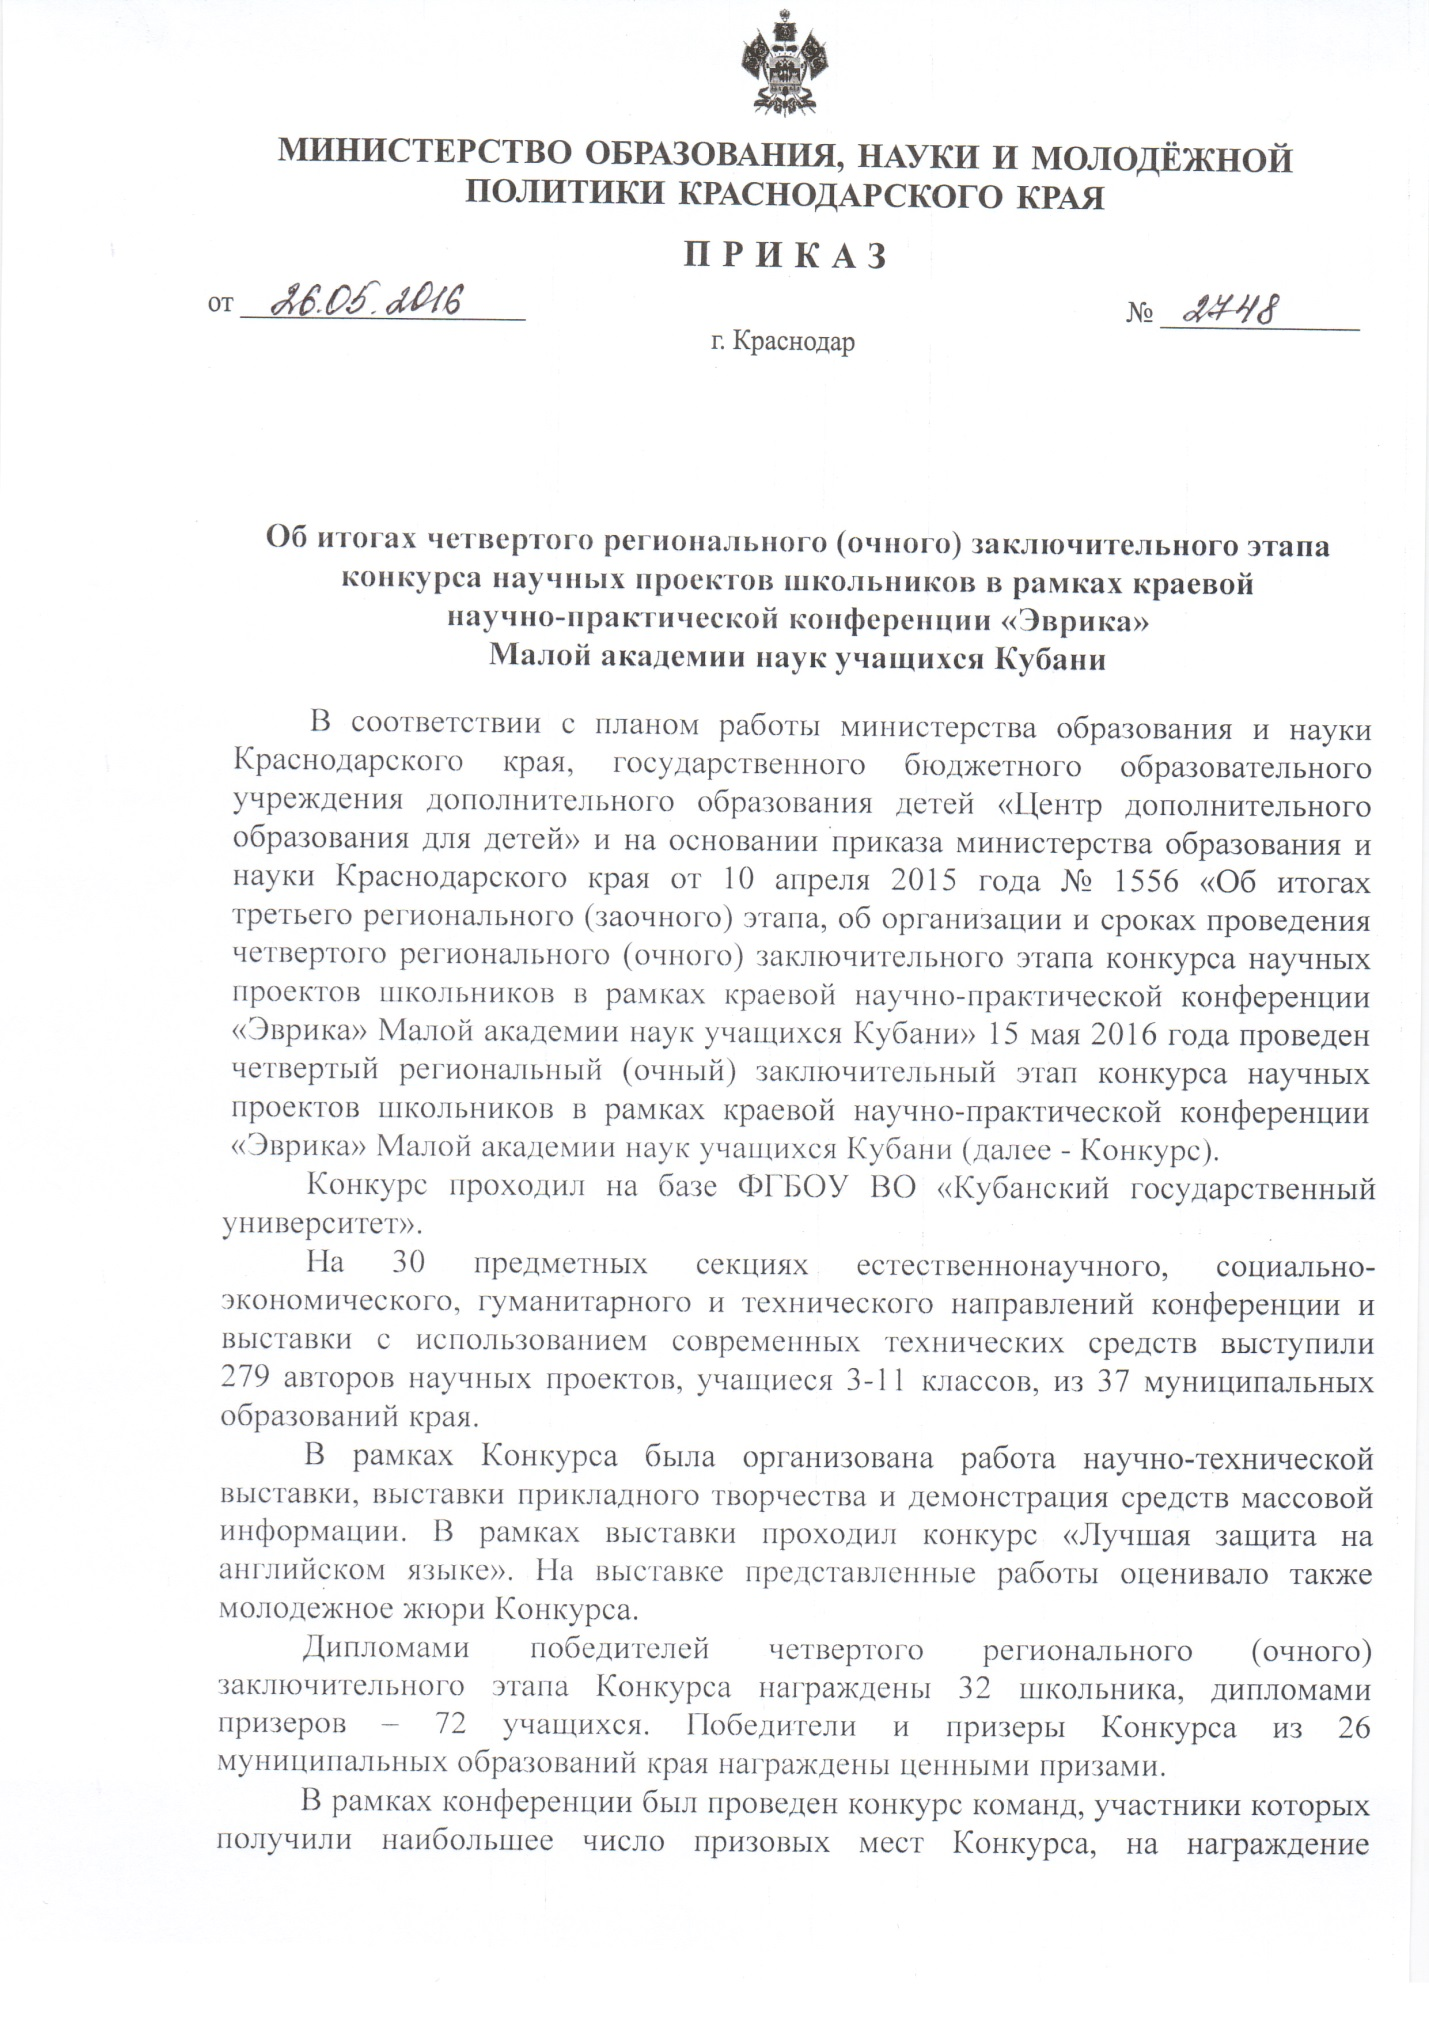 МИНИСТЕРСТВО ОБРАЗОВАНИЯ, НАУКИ И МОЛОДЁЖНОЙ
ПОЛИТИКИ КРАСНОДАРСКОГО КРАЯ
П Р И К А З
от 26.05.2016 № 2748
г. Краснодар
Об итогах четвертого регионального (очного) заключительного этапа
конкурса научных проектов школьников в рамках краевой
научно-практической конференции «Эврика»
Малой академии наук учащихся Кубани
В соответствии с планом работы министерства образования и науки
Краснодарского края, государственного бюджетного образовательного
учреждения дополнительного образования детей «Центр дополнительного
образования для детей» и на основании приказа министерства образования и
науки Краснодарского края от 10 апреля 2015 года № 1556 «Об итогах
третьего регионального (заочного) этапа, об организации и сроках проведения
четвертого регионального (очного) заключительного этапа конкурса научных
проектов школьников в рамках краевой научно-практической конференции
«Эврика» Малой академии наук учащихся Кубани» 15 мая 2016 года проведен
четвертый региональный (очный) заключительный этап конкурса научных
проектов школьников в рамках краевой научно-практической конференции
«Эврика» Малой академии наук учащихся Кубани (далее - Конкурс).
Конкурс проходил на базе ФГБОУ ВО «Кубанский государственный
университет».
На 30 предметных секциях естественнонаучного, социально-
экономического, гуманитарного и технического направлений конференции и
выставки с использованием современных технических средств выступили
279 авторов научных проектов, учащиеся 3-11 классов, из 37 муниципальных
образований края.
В рамках Конкурса была организована работа научно-технической
выставки, выставки прикладного творчества и демонстрация средств массовой
информации. В рамках выставки проходил конкурс «Лучшая защита на
английском языке». На выставке представленные работы оценивало также
молодежное жюри Конкурса.
Дипломами победителей четвертого регионального (очного)
заключительного этапа Конкурса награждены 32 школьника, дипломами
призеров – 72 учащихся. Победители и призеры Конкурса из 26
муниципальных образований края награждены ценными призами.
В рамках конференции был проведен конкурс команд, участники которых
получили наибольшее число призовых мест Конкурса, на награждение